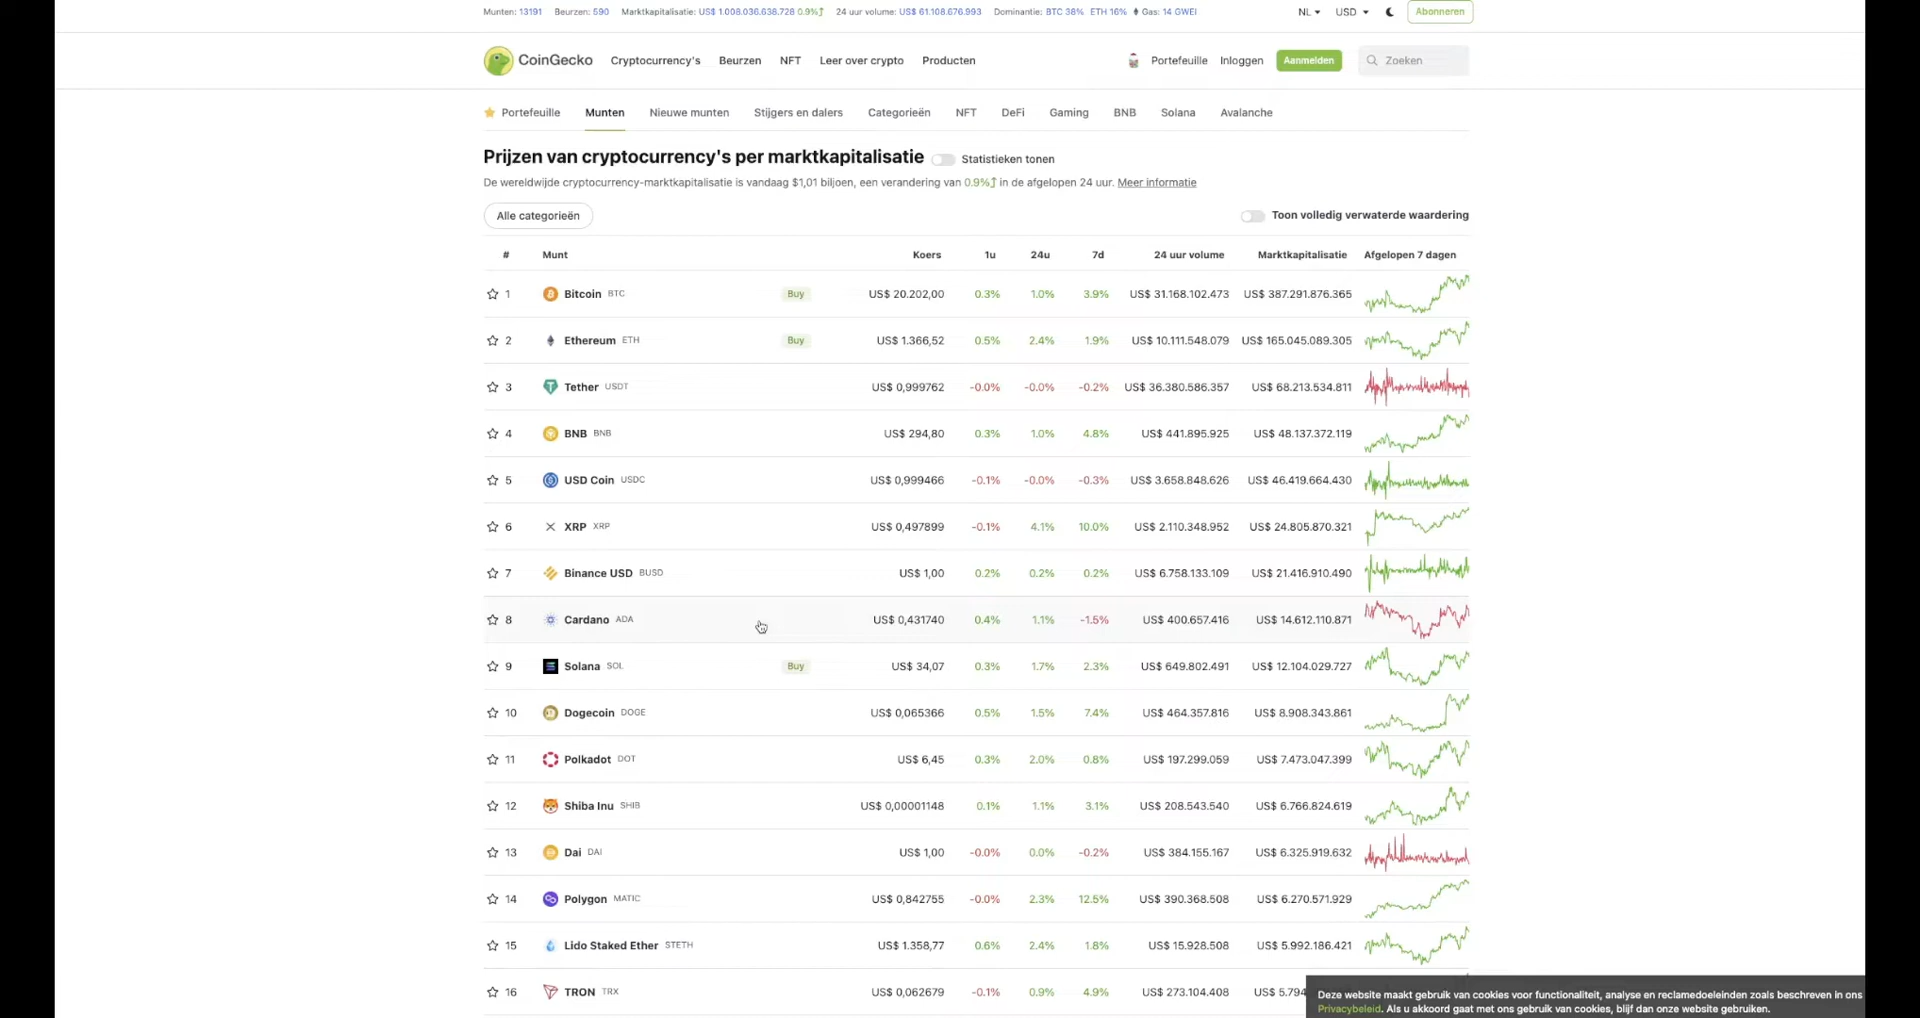 Munten: 13191 Beurzen: 590 Marktkapitalisatie: US$ 1.008.036.638.728 0.9% 24 uur volume: US$ 61.108.676.993 Dominantie: BTC 38% ETH 16% Gas: 14 GWEI NL USD Abonneren
CoinGecko Cryptocurrency's Beurzen NFT Leer over crypto Producten Portefeuille Inloggen Aanmelden Zoeken
Portefeuille Munten Nieuwe munten Stijgers en dalers Categorieën NFT DeFi Gaming BNB Solana Avalanche
Prijzen van cryptocurrency's per marktkapitalisatie Statistieken tonen
De wereldwijde cryptocurrency-marktkapitalisatie is vandaag $1,01 biljoen, een verandering van 0.9% in de afgelopen 24 uur. Meer informatie
Alle categorieën Toon volledig verwaterde waardering
# Munt Koers 1u 24u 7d 24 uur volume Marktkapitalisatie Afgelopen 7 dagen
1 Bitcoin BTC Buy US$ 20.202,00 0.3% 1.0% 3.9% US$ 31.168.102.473 US$ 387.291.876.365
2 Ethereum ETH Buy US$ 1.366,52 0.5% 2.4% 1.9% US$ 10.111.548.079 US$ 165.045.089.305
3 Tether USDT US$ 0,999762 -0.0% -0.0% -0.2% US$ 36.380.586.357 US$ 68.213.534.811
4 BNB BNB US$ 294,80 0.3% 1.0% 4.8% US$ 441.895.925 US$ 48.137.372.119
5 USD Coin USDC US$ 0,999466 -0.1% -0.0% -0.3% US$ 3.658.848.626 US$ 46.419.664.430
6 XRP XRP US$ 0,497899 -0.1% 4.1% 10.0% US$ 2.110.348.952 US$ 24.805.870.321
7 Binance USD BUSD US$ 1,00 0.2% 0.2% 0.2% US$ 6.758.133.109 US$ 21.416.910.490
8 Cardano ADA US$ 0,431740 0.4% 1.1% -1.5% US$ 400.657.416 US$ 14.612.110.871
9 Solana SOL Buy US$ 34,07 0.3% 1.7% 2.3% US$ 649.802.491 US$ 12.104.029.727
10 Dogecoin DOGE US$ 0,065366 0.5% 1.5% 7.4% US$ 464.357.816 US$ 8.908.343.861
11 Polkadot DOT US$ 6,45 0.3% 2.0% 0.8% US$ 197.299.059 US$ 7.473.047.399
12 Shiba Inu SHIB US$ 0,00001148 0.1% 1.1% 3.1% US$ 208.543.540 US$ 6.766.824.619
13 Dai DAI US$ 1,00 -0.0% 0.0% -0.2% US$ 384.155.167 US$ 6.325.919.632
14 Polygon MATIC US$ 0,842755 -0.0% 2.3% 12.5% US$ 390.368.508 US$ 6.270.571.929
15 Lido Staked Ether STETH US$ 1.358,77 0.6% 2.4% 1.8% US$ 15.928.508 US$ 5.992.186.421
16 TRON TRX US$ 0,062679 -0.1% 0.9% 4.9% US$ 273.104.408 US$ 5.794
Deze website maakt gebruik van cookies voor functionaliteit, analyse en reclamedoeleinden zoals beschreven in ons
Privacybeleid. Als u akkoord gaat met ons gebruik van cookies, blijf dan onze website gebruiken.